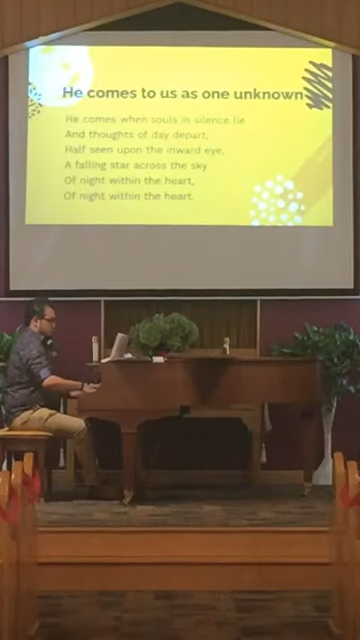 He comes to us as one unknown
He comes when souls in silence lie
And thoughts of day depart,
Half seen upon the inward eye,
A falling star across the sky
Of night within the heart,
Of night within the heart.